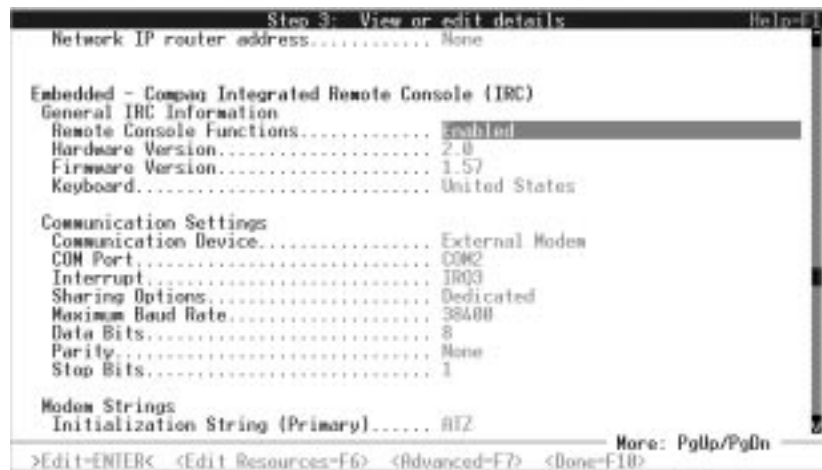 Step 3: View or edit details Help=F1
Network IP router address............ None
Embedded - Compaq Integrated Remote Console (IRC)
General IRC Information
Remote Console Functions............. Enabled
Hardware Version..................... 2.0
Firmware Version..................... 1.57
Keyboard............................. United States
Communication Settings
Communication Device................. External Modem
COM Port............................. COM2
Interrupt............................ IRQ3
Sharing Options...................... Dedicated
Maximum Baud Rate.................... 38400
Data Bits............................ 8
Parity............................... None
Stop Bits............................ 1
Modem Strings
Initialization String (Primary)...... ATZ
More: PgUp/PgDn
>Edit=ENTER< <Edit Resources=F6> <Advanced=F7> <Done=F10>